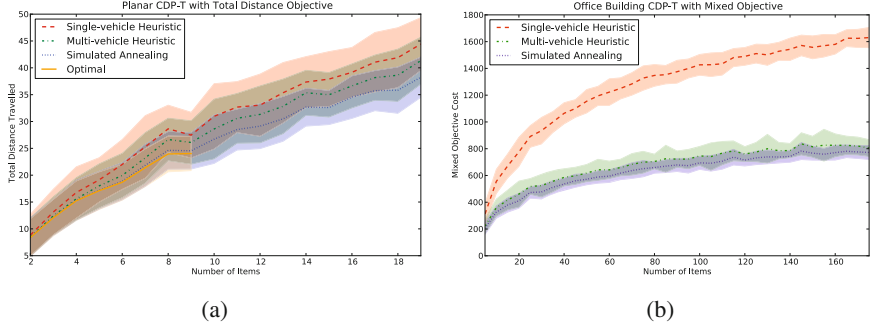 Planar CDP-T with Total Distance Objective
Single-vehicle Heuristic
Multi-vehicle Heuristic
Simulated Annealing
Optimal
Total Distance Travelled
50
45
40
35
30
25
20
15
10
5
2 4 6 8 10 12 14 16 18
Number of Items
(a)
Office Building CDP-T with Mixed Objective
Single-vehicle Heuristic
Multi-vehicle Heuristic
Simulated Annealing
Mixed Objective Cost
1800
1600
1400
1200
1000
800
600
400
200
0
20 40 60 80 100 120 140 160
Number of Items
(b)